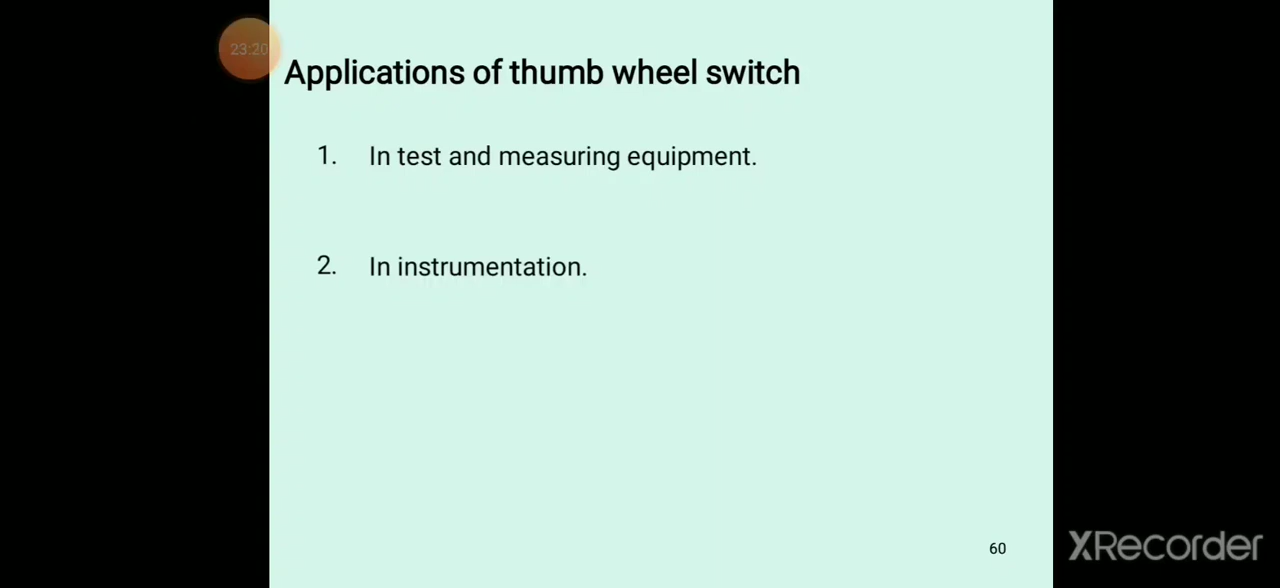 23:20
Applications of thumb wheel switch
1. In test and measuring equipment.
2. In instrumentation.
60
XRecorder